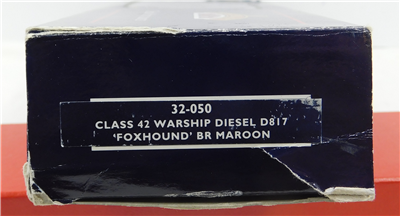 32-050
CLASS 42 WARSHIP DIESEL D817
‘FOXHOUND’ BR MAROON